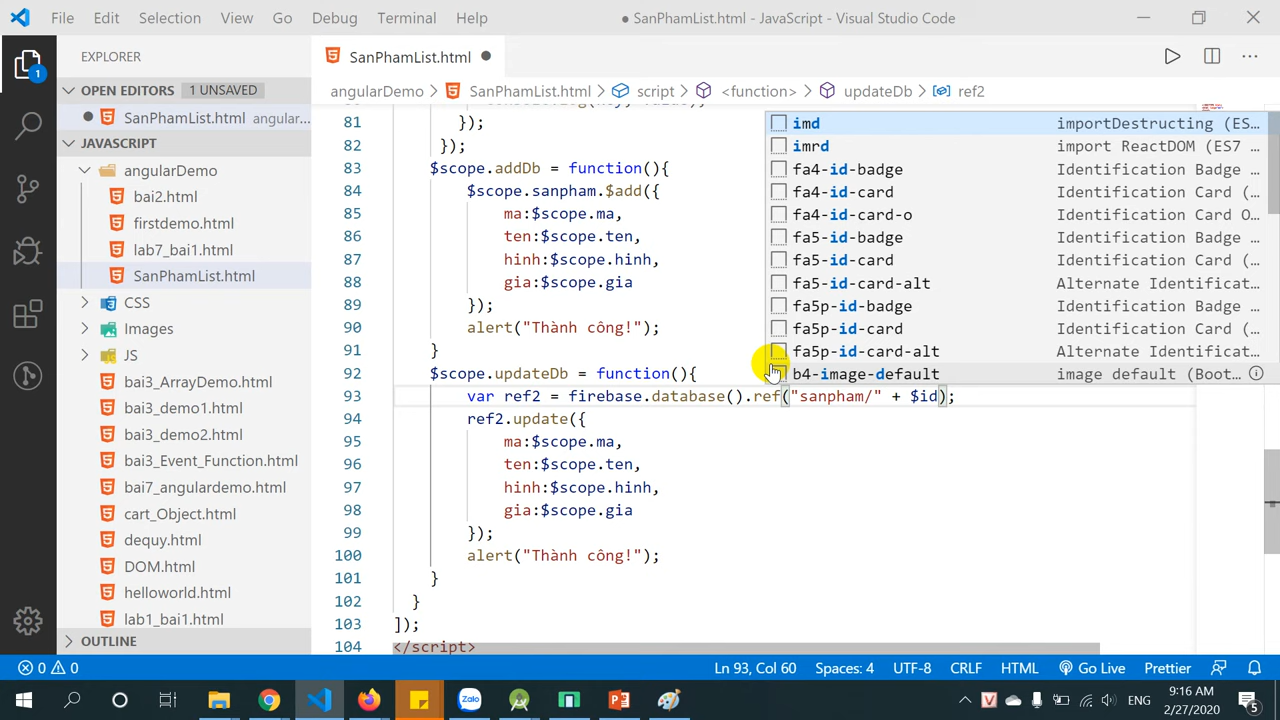 File Edit Selection View Go Debug Terminal Help
● SanPhamList.html - JavaScript - Visual Studio Code
EXPLORER
1
OPEN EDITORS 1 UNSAVED
SanPhamList.html angular...
JAVASCRIPT
angularDemo
bai2.html
firstdemo.html
lab7_bai1.html
SanPhamList.html
CSS
Images
JS
bai3_ArrayDemo.html
bai3_demo1.html
bai3_demo2.html
bai3_Event_Function.html
bai7_angulardemo.html
cart_Object.html
dequy.html
DOM.html
helloworld.html
lab1_bai1.html
OUTLINE
SanPhamList.html
angularDemo > SanPhamList.html > script > <function> > updateDb > ref2
81 });
82 });
83 $scope.addDb = function(){
84 $scope.sanpham.$add({
85 ma:$scope.ma,
86 ten:$scope.ten,
87 hinh:$scope.hinh,
88 gia:$scope.gia
89 });
90 alert("Thành công!");
91 }
92 $scope.updateDb = function(){
93 var ref2 = firebase.database().ref("sanpham/" + $id);
94 ref2.update({
95 ma:$scope.ma,
96 ten:$scope.ten,
97 hinh:$scope.hinh,
98 gia:$scope.gia
99 });
100 alert("Thành công!");
101 }
102 }
103 ]);
104 </script>
imd importDestructing (ES...
imrd import ReactDOM (ES7 ...
fa4-id-badge Identification Badge ...
fa4-id-card Identification Card (...
fa4-id-card-o Identification Card O...
fa5-id-badge Identification Badge ...
fa5-id-card Identification Card (...
fa5-id-card-alt Alternate Identificat...
fa5p-id-badge Identification Badge ...
fa5p-id-card Identification Card (...
fa5p-id-card-alt Alternate Identificat...
b4-image-default image default (Boot...
0 0
Ln 93, Col 60 Spaces: 4 UTF-8 CRLF HTML Go Live Prettier
Zalo
ENG
9:16 AM
2/27/2020
5